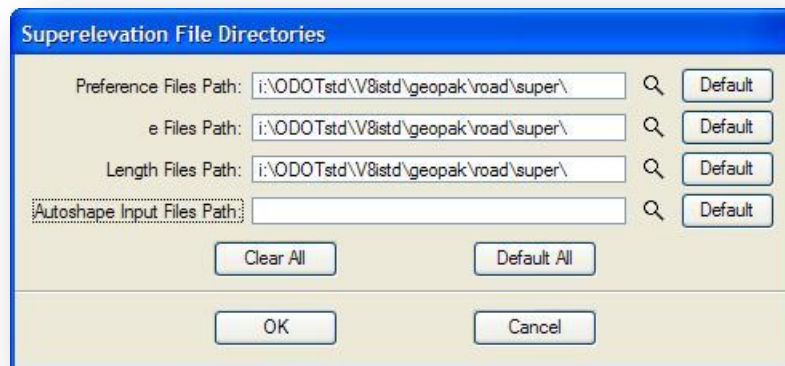 Superelevation File Directories
Preference Files Path: i:\ODOTstd\V8istd\geopak\road\super\ Default
e Files Path: i:\ODOTstd\V8istd\geopak\road\super\ Default
Length Files Path: i:\ODOTstd\V8istd\geopak\road\super\ Default
Autoshape Input Files Path: Default
Clear All Default All
OK Cancel